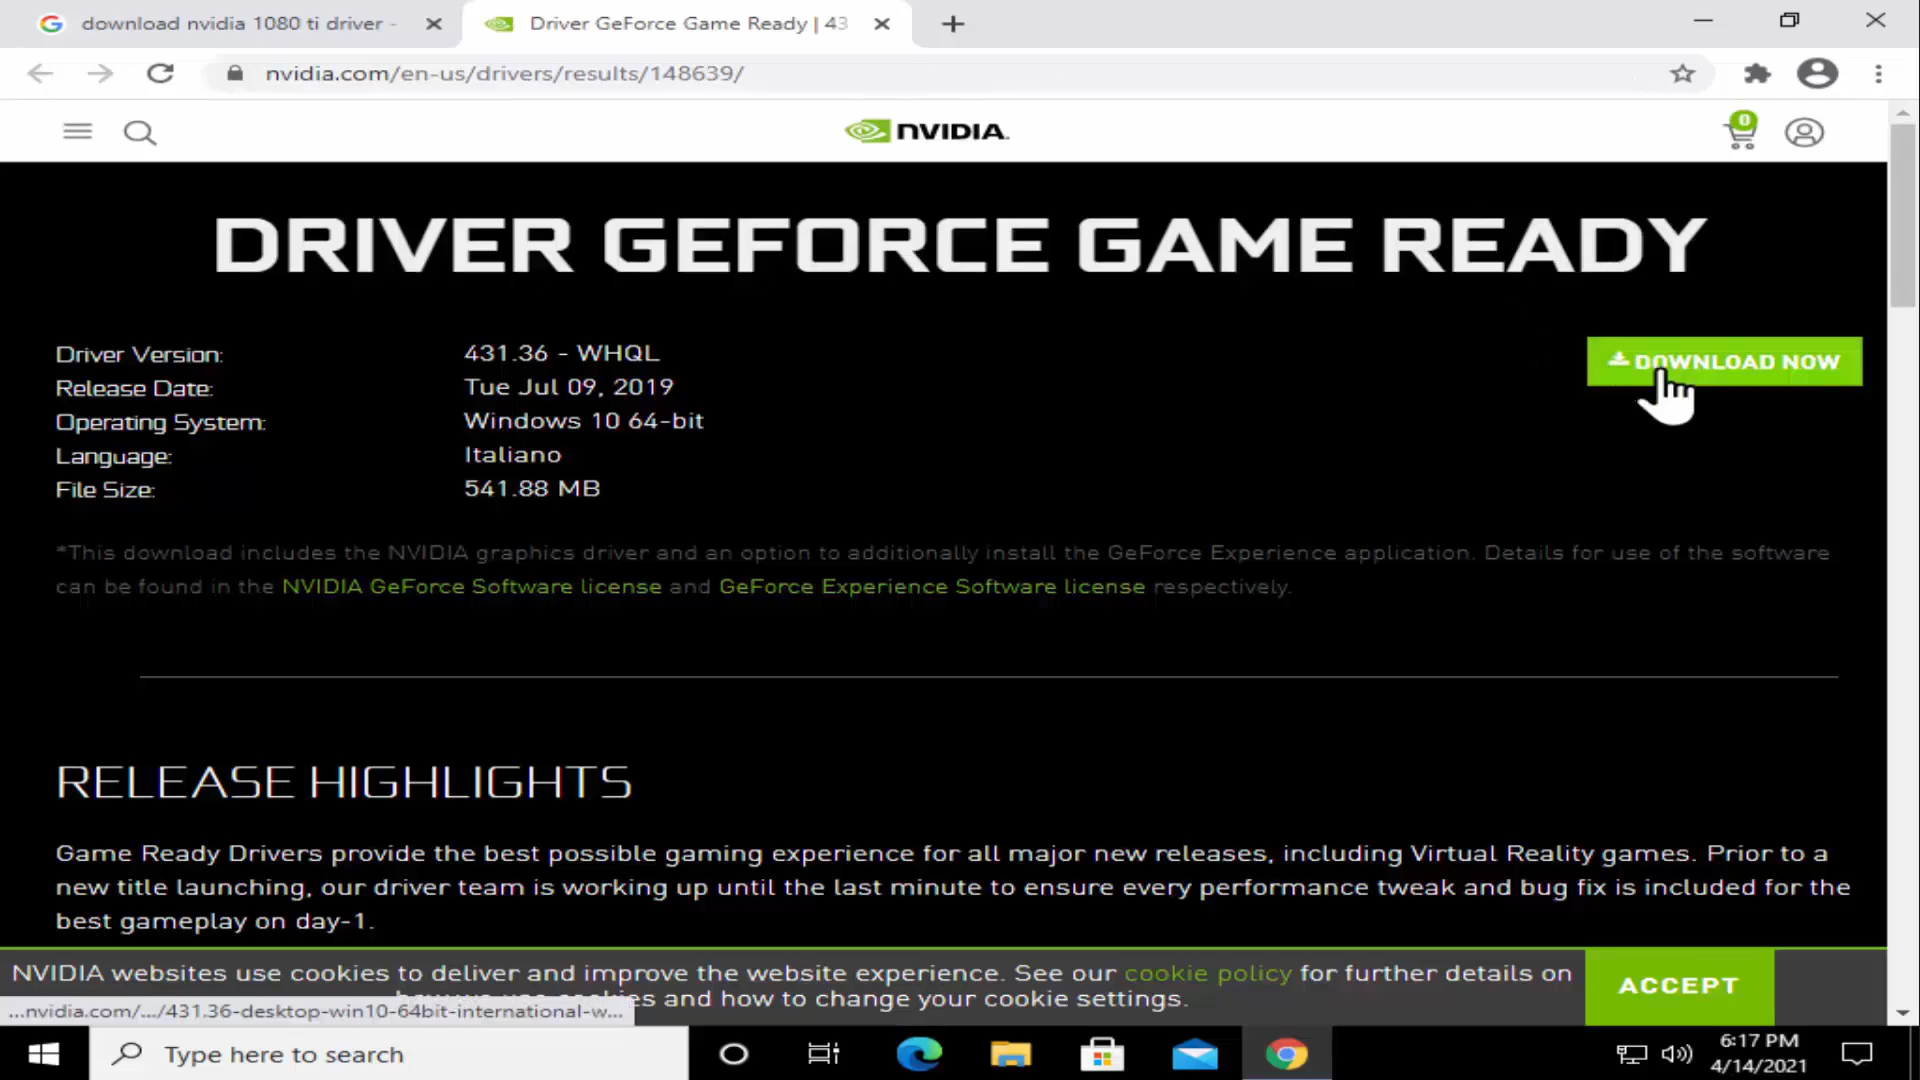 download nvidia 1080 ti driver -
Driver GeForce Game Ready | 43
nvidia.com/en-us/drivers/results/148639/
NVIDIA.
0
DRIVER GEFORCE GAME READY
Driver Version: 431.36 - WHQL
Release Date: Tue Jul 09, 2019
Operating System: Windows 10 64-bit
Language: Italiano
File Size: 541.88 MB
DOWNLOAD NOW
*This download includes the NVIDIA graphics driver and an option to additionally install the GeForce Experience application. Details for use of the software
can be found in the NVIDIA GeForce Software license and GeForce Experience Software license respectively.
RELEASE HIGHLIGHTS
Game Ready Drivers provide the best possible gaming experience for all major new releases, including Virtual Reality games. Prior to a
new title launching, our driver team is working up until the last minute to ensure every performance tweak and bug fix is included for the
best gameplay on day-1.
NVIDIA websites use cookies to deliver and improve the website experience. See our cookie policy for further details on
and how to change your cookie settings.
ACCEPT
...nvidia.com/.../431.36-desktop-win10-64bit-international-w...
Type here to search
6:17 PM
4/14/2021